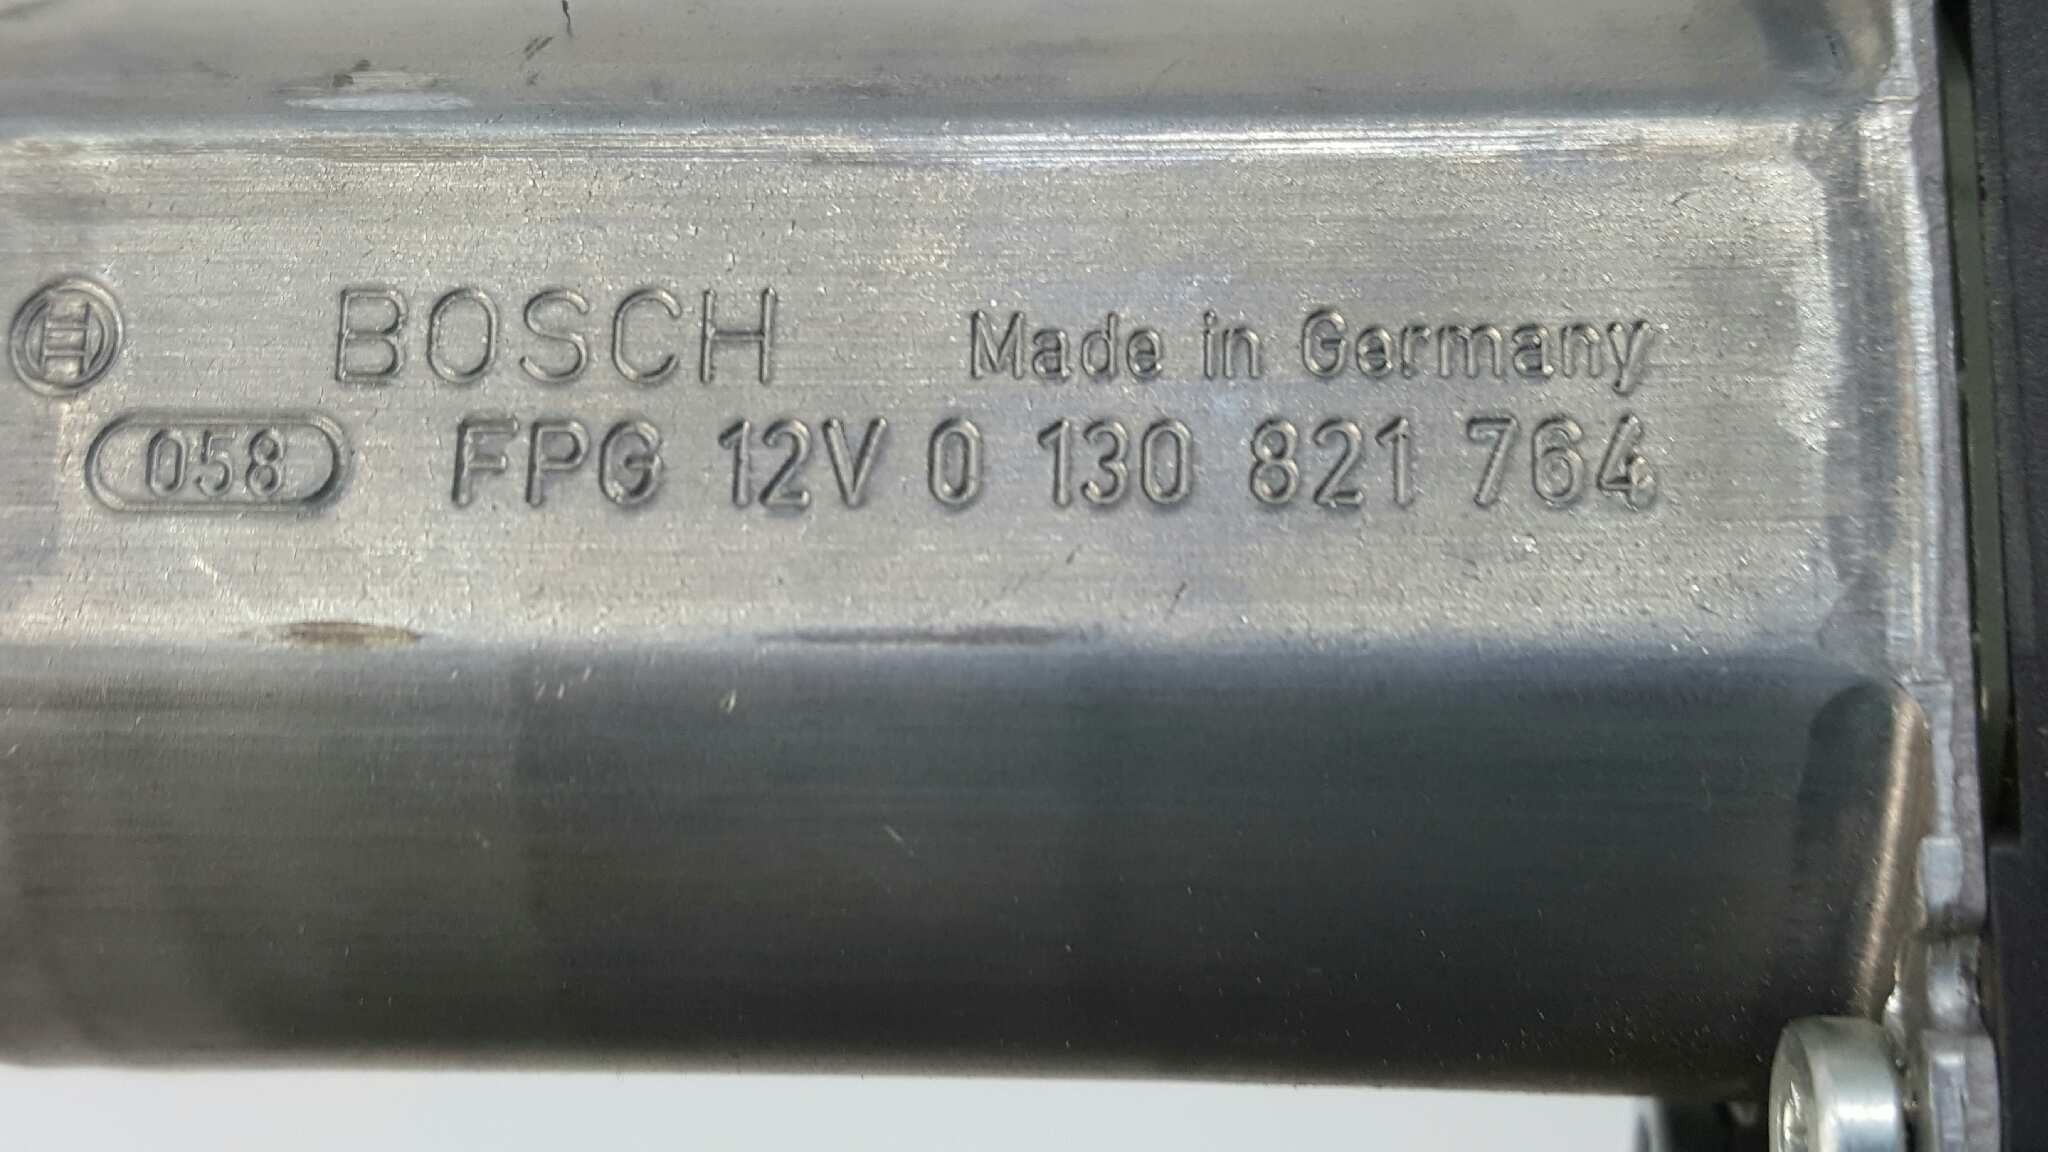 BOSCH Made in Germany
058 FPG 12V 0 130 821 764